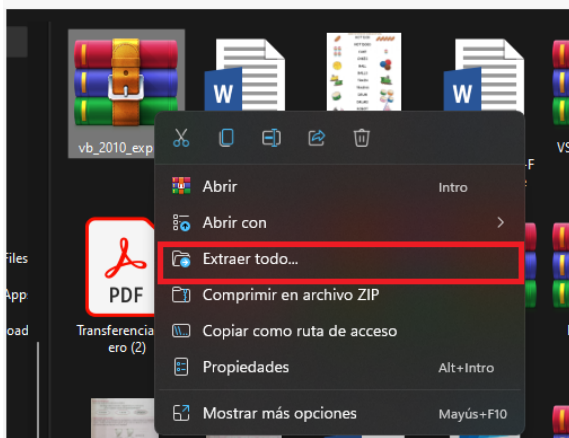 W
W
vb_2010_exp
VS
-F
Abrir
Intro
Abrir con
Files
Extraer todo...
App
PDF
Comprimir en archivo ZIP
oad
Transferencia
ero (2)
Copiar como ruta de acceso
Propiedades
Alt+Intro
Mostrar más opciones
Mayús+F10